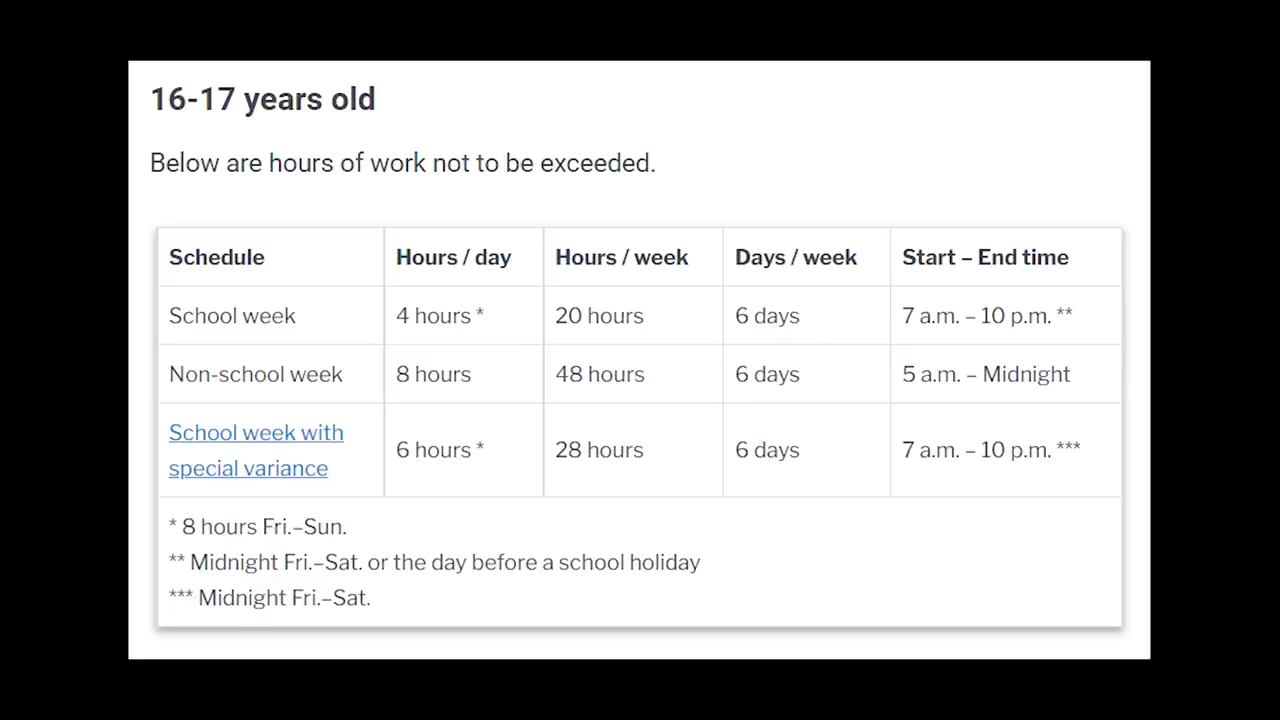 16-17 years old
Below are hours of work not to be exceeded.
Schedule Hours / day Hours / week Days / week Start – End time
School week 4 hours * 20 hours 6 days 7 a.m. – 10 p.m. **
Non-school week 8 hours 48 hours 6 days 5 a.m. – Midnight
School week with
special variance 6 hours * 28 hours 6 days 7 a.m. – 10 p.m. ***
* 8 hours Fri.–Sun.
** Midnight Fri.–Sat. or the day before a school holiday
*** Midnight Fri.–Sat.